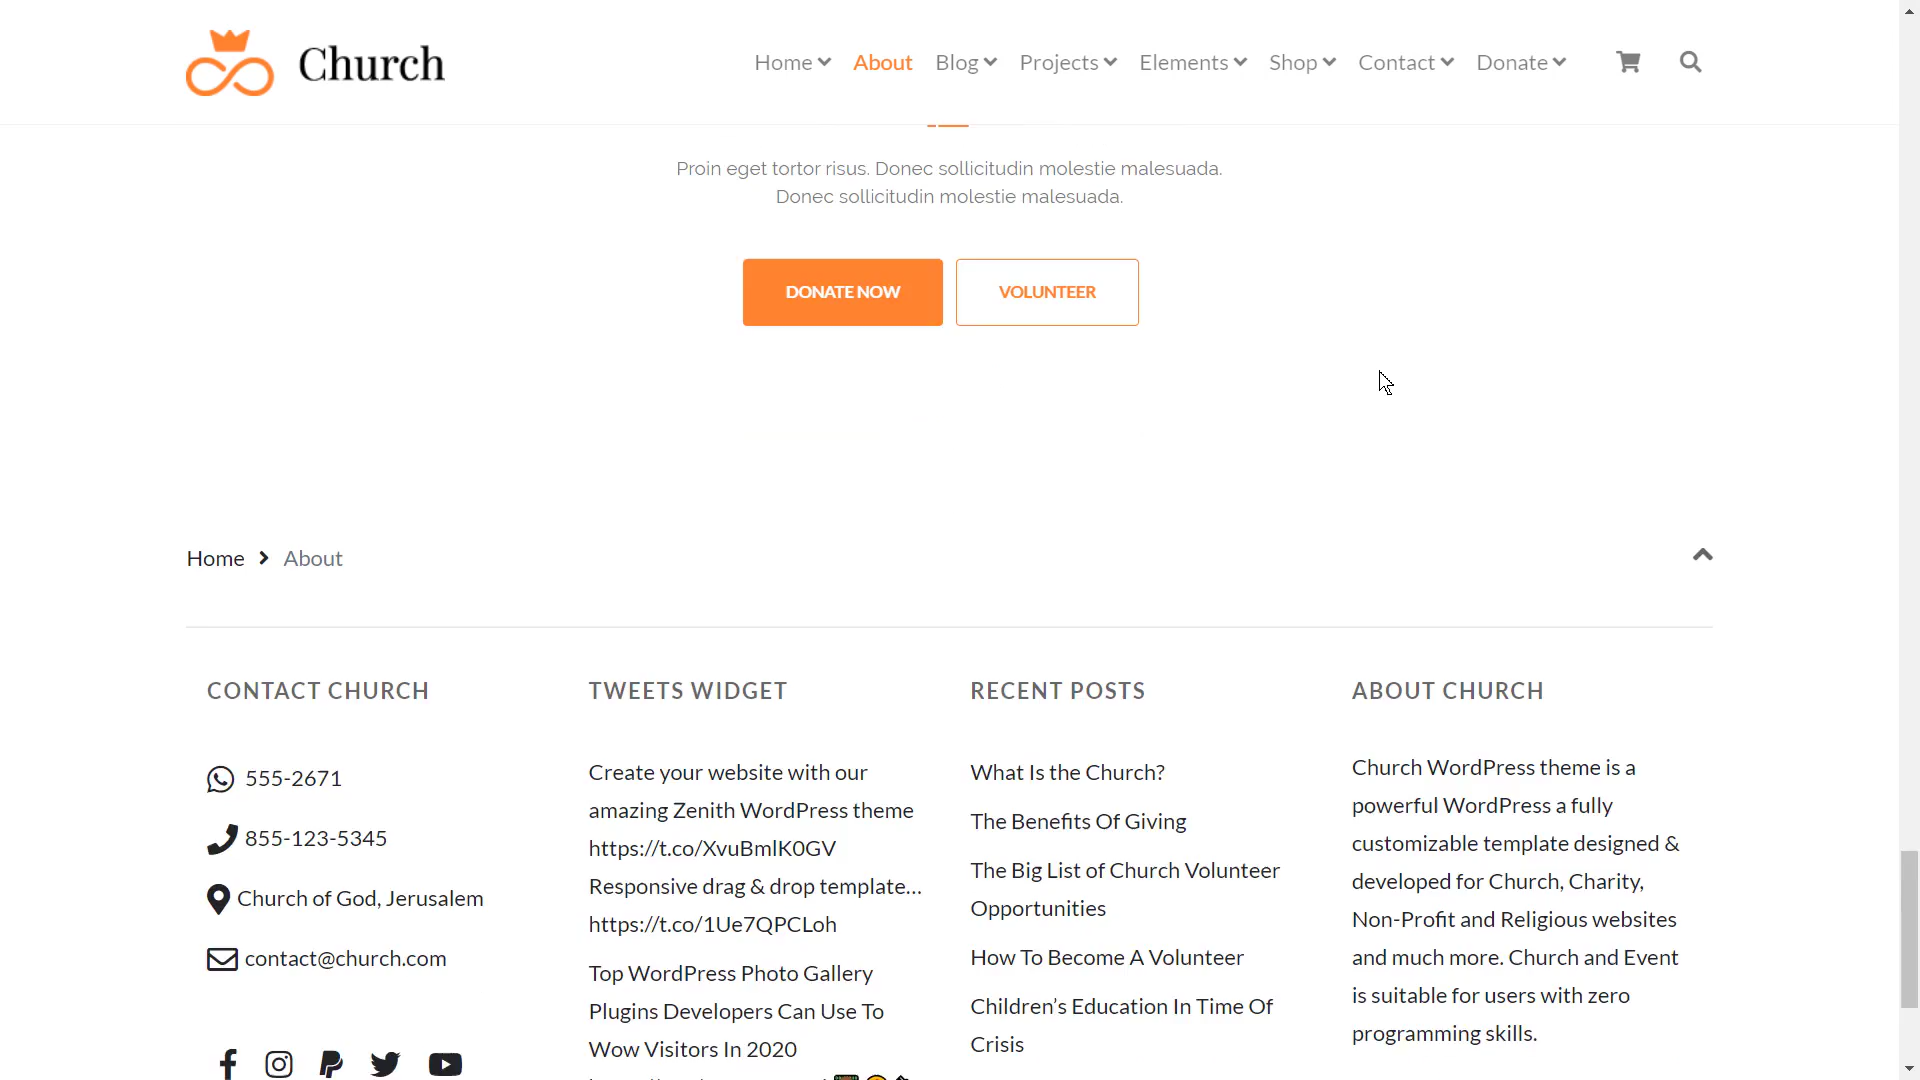 Church
Home
About
Blog
Projects
Elements
Shop
Contact
Donate
Proin eget tortor risus. Donec sollicitudin molestie malesuada.
Donec sollicitudin molestie malesuada.
DONATE NOW
VOLUNTEER
Home
About
CONTACT CHURCH
555-2671
855-123-5345
Church of God, Jerusalem
contact@church.com
TWEETS WIDGET
Create your website with our
amazing Zenith WordPress theme
https://t.co/XvuBmlK0GV
Responsive drag & drop template…
https://t.co/1Ue7QPCLoh
Top WordPress Photo Gallery
Plugins Developers Can Use To
Wow Visitors In 2020
RECENT POSTS
What Is the Church?
The Benefits Of Giving
The Big List of Church Volunteer
Opportunities
How To Become A Volunteer
Children’s Education In Time Of
Crisis
ABOUT CHURCH
Church WordPress theme is a
powerful WordPress a fully
customizable template designed &
developed for Church, Charity,
Non-Profit and Religious websites
and much more. Church and Event
is suitable for users with zero
programming skills.